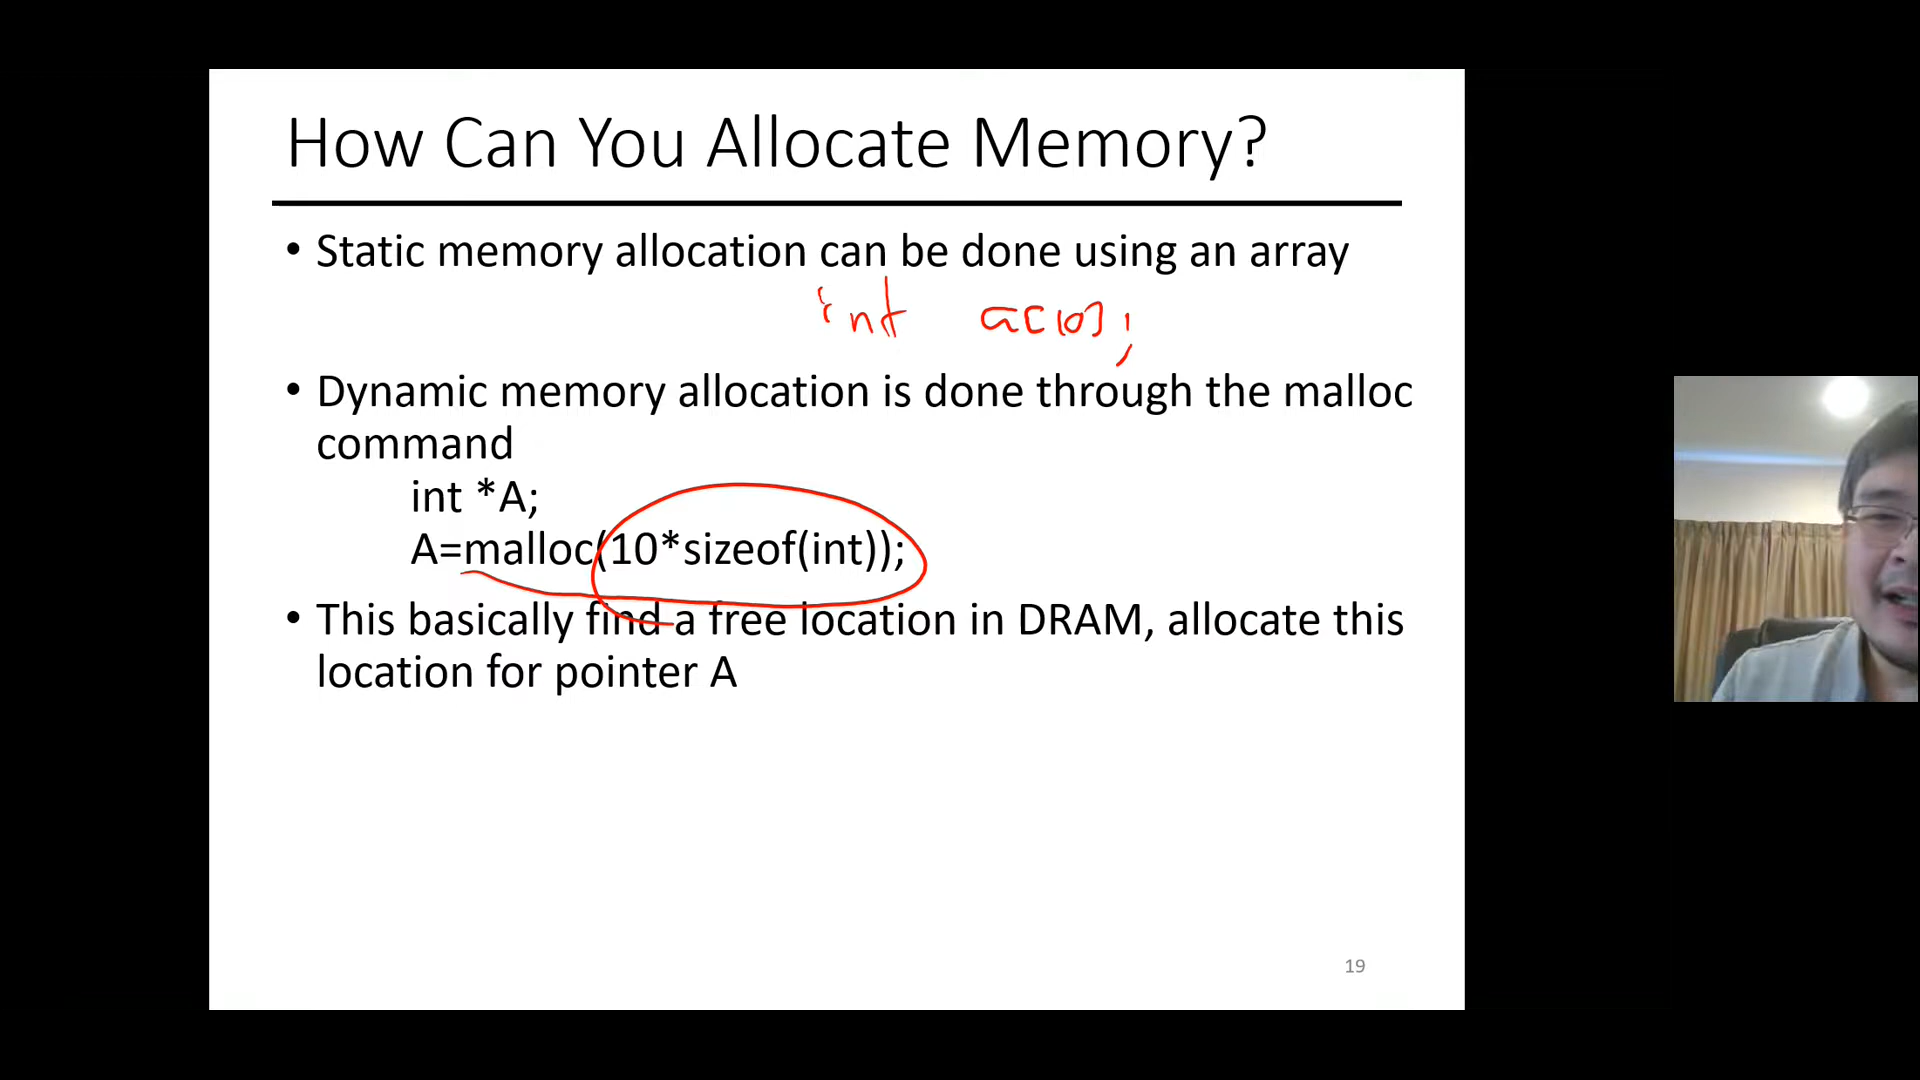 How Can You Allocate Memory?
• Static memory allocation can be done using an array
int a[10];
• Dynamic memory allocation is done through the malloc
command
int *A;
A=malloc(10*sizeof(int));
• This basically find a free location in DRAM, allocate this
location for pointer A
19